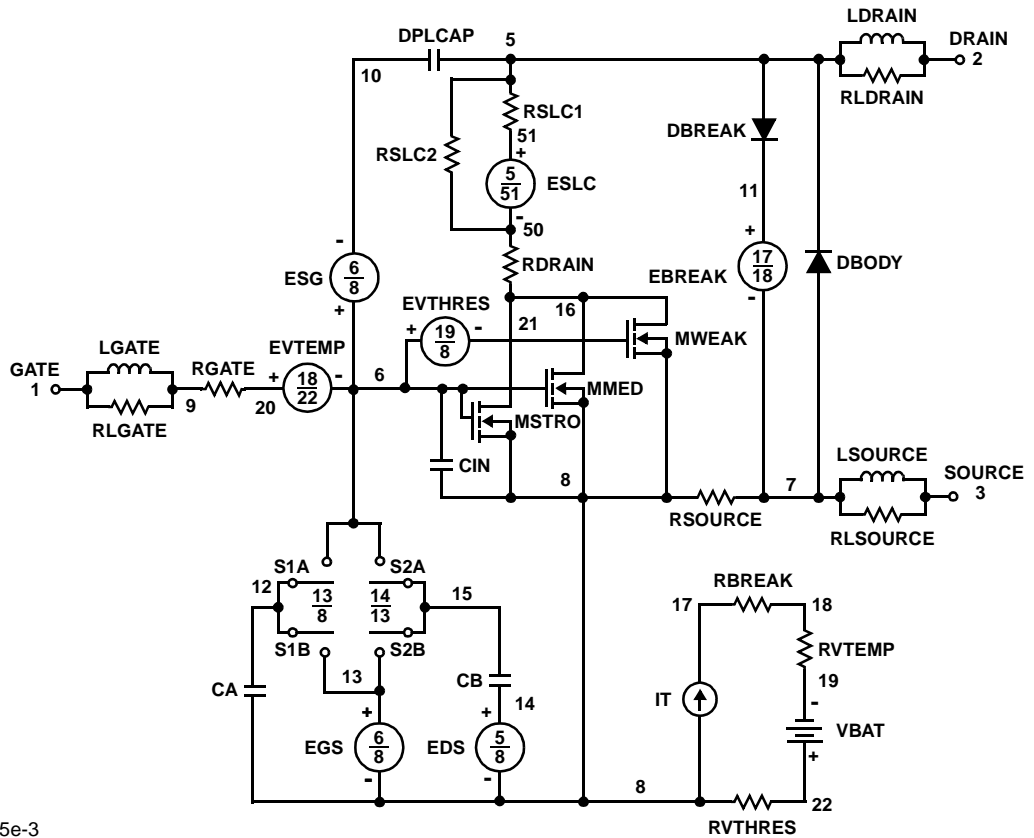 LDRAIN
DPLCAP
5
DRAIN
2
10
RLDRAIN
RSLC1
DBREAK
51
RSLC2
+
5
51
ESLC
11
-
50
-
+
17
18
RDRAIN
EBREAK
DBODY
6
8
ESG
EVTHRES
16
-
+
+
19
8
-
21
MWEAK
LGATE
EVTEMP
GATE
1
RGATE
+
18
22
-
6
MMED
9
20
MSTRO
RLGATE
LSOURCE
CIN
8
7
SOURCE
3
RSOURCE
RLSOURCE
S1A
S2A
12
13
8
14
13
15
RBREAK
17
18
S1B
S2B
RVTEMP
13
CB
CA
19
14
IT
-
+
+
VBAT
EGS
6
8
EDS
5
8
+
-
-
8
22
RVTHRES
5e-3